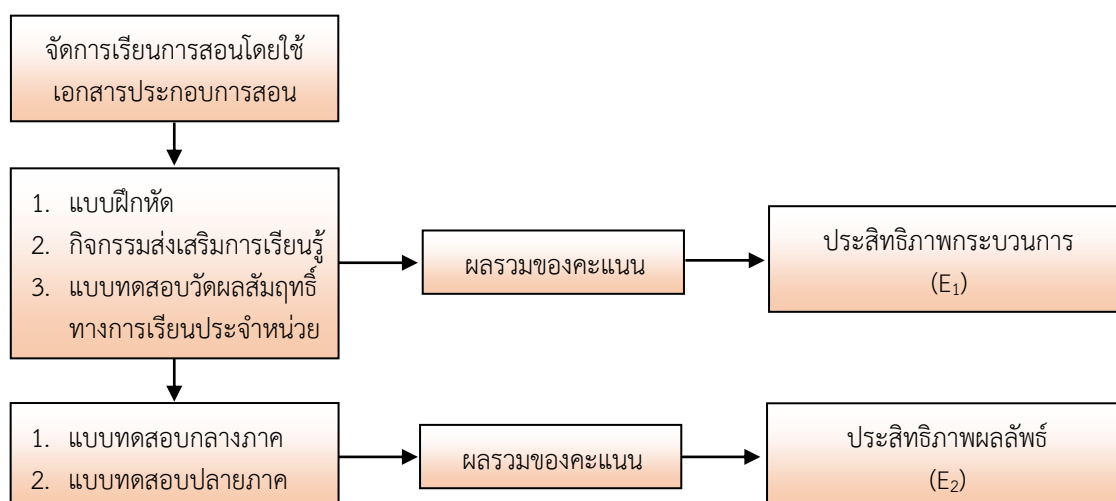 จัดการเรียนการสอนโดยใช้
เอกสารประกอบการสอน
1. แบบฝึกหัด
2. กิจกรรมส่งเสริมการเรียนรู้
3. แบบทดสอบวัดผลสัมฤทธิ์
ทางการเรียนประจำหน่วย
ผลรวมของคะแนน
ประสิทธิภาพกระบวนการ
(E₁)
1. แบบทดสอบกลางภาค
2. แบบทดสอบปลายภาค
ผลรวมของคะแนน
ประสิทธิภาพผลลัพธ์
(E₂)